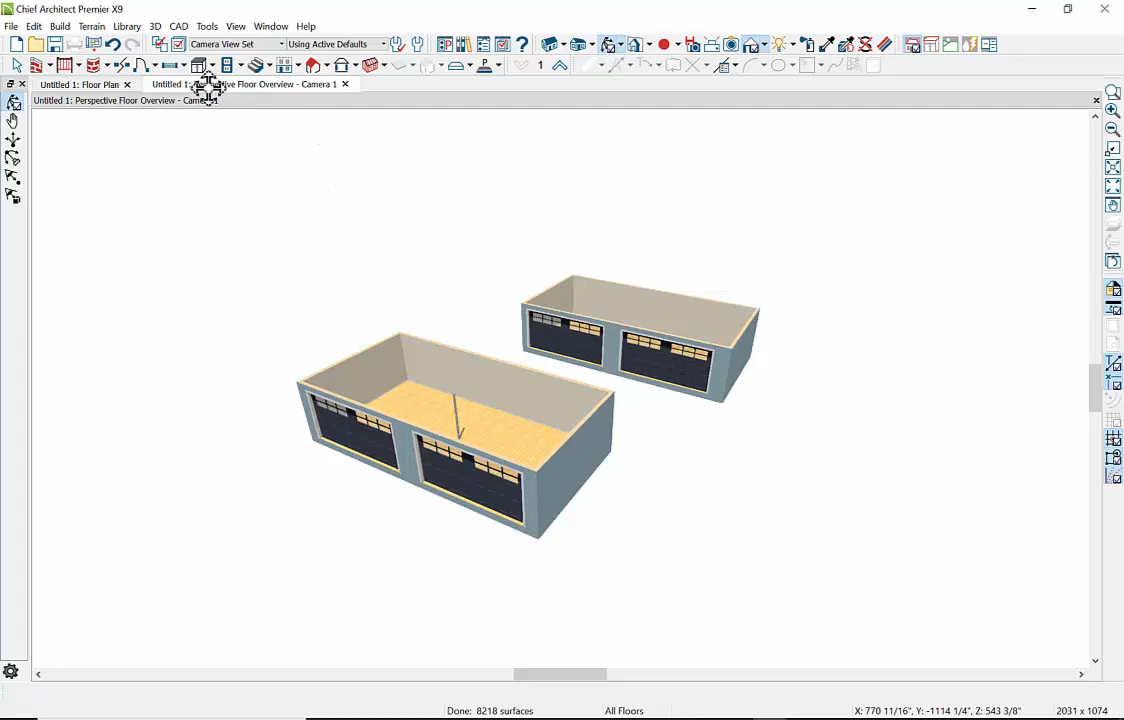 Chief Architect Premier X9
File Edit Build Terrain Library 3D CAD Tools View Window Help
Camera View Set Using Active Defaults
1
Untitled 1: Floor Plan Untitled 1: Floor Overview - Camera 1
Untitled 1: Perspective Floor Overview -
Done: 8218 surfaces All Floors X: 770 11/16", Y: -1114 1/4", Z: 543 3/8" 2031 x 1074